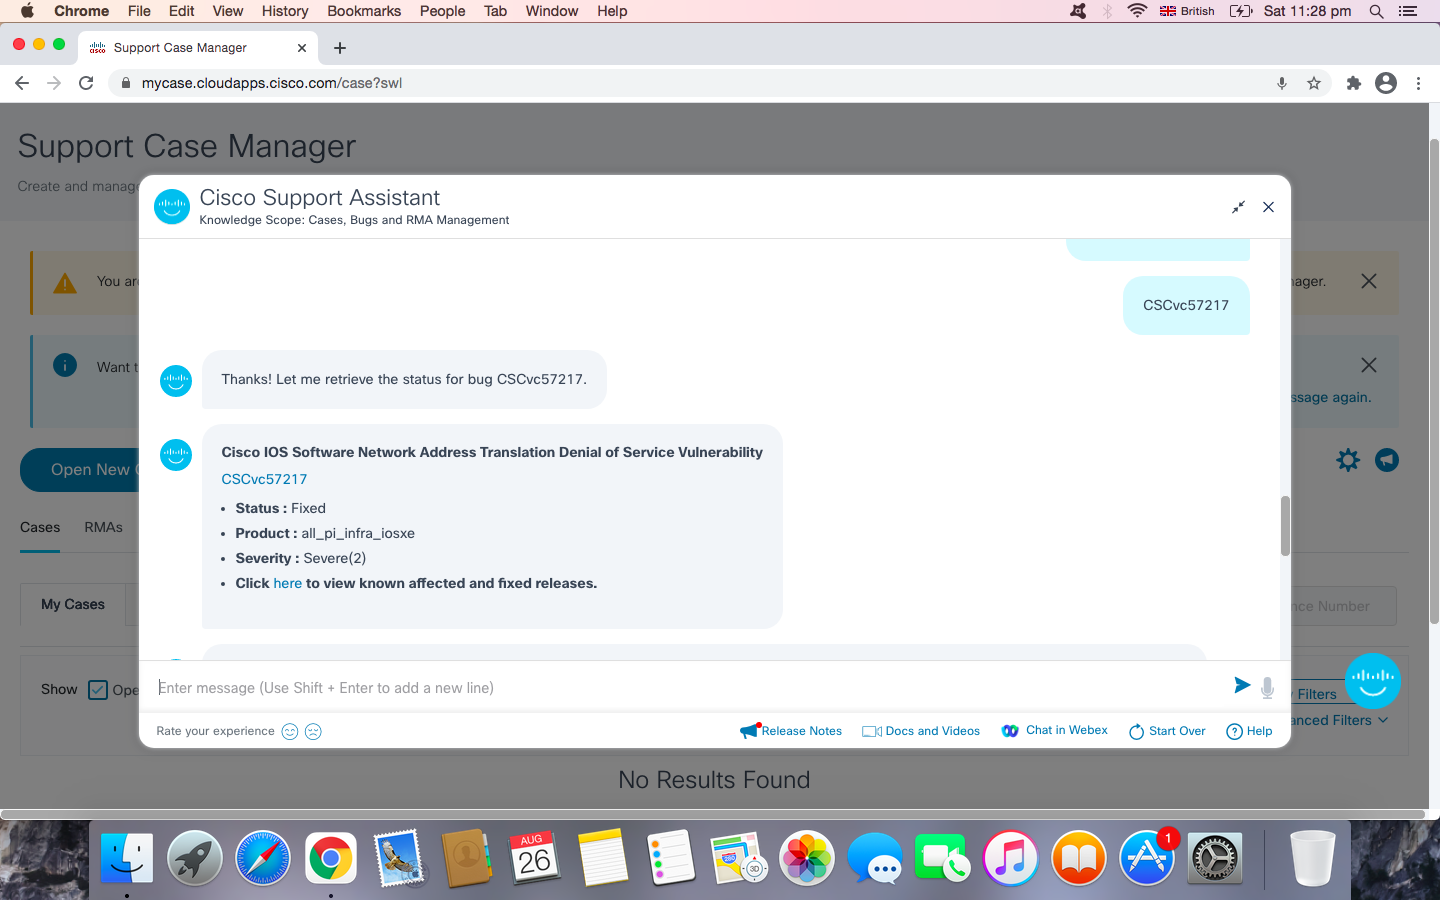 Chrome File Edit View History Bookmarks People Tab Window Help British Sat 11:28 pm
cisco Support Case Manager
mycase.cloudapps.cisco.com/case?swl
Support Case Manager
Create and manag
Cisco Support Assistant
Knowledge Scope: Cases, Bugs and RMA Management
You ar
ager.
CSCvc57217
Want t
ssage again.
Thanks! Let me retrieve the status for bug CSCvc57217.
Cisco IOS Software Network Address Translation Denial of Service Vulnerability
CSCvc57217
• Status : Fixed
• Product : all_pi_infra_iosxe
• Severity : Severe(2)
• Click here to view known affected and fixed releases.
Open New
Cases RMAs
My Cases
nce Number
Show Ope
Filters
anced Filters
Enter message (Use Shift + Enter to add a new line)
Rate your experience Release Notes Docs and Videos Chat in Webex Start Over Help
No Results Found
AUG
26
280
3D
1